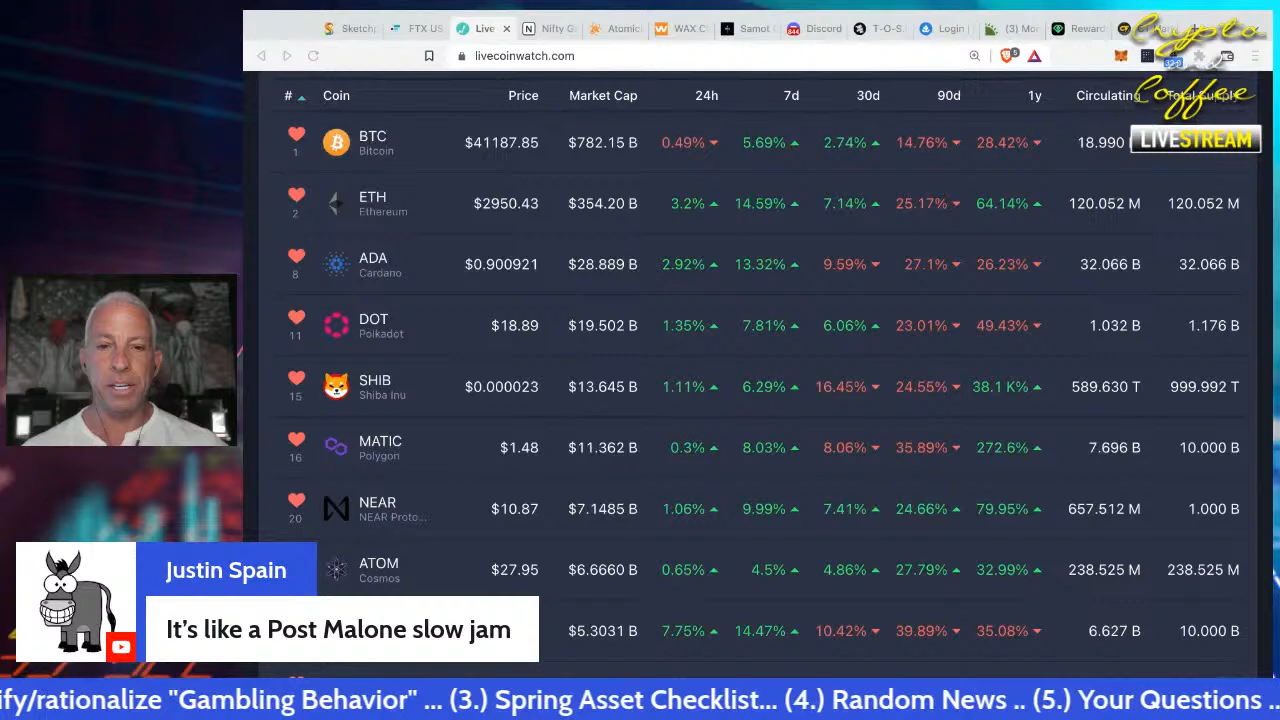 Sketch
FTX US
Live
Nifty G
Atomic
WAX C
Samot
Discord
T-O-S
Login
(3) Mo
Reward
livecoinwatch.com
Crypto
and
Coffee
LIVESTREAM
# Coin Price Market Cap 24h 7d 30d 90d 1y Circulating Total Supply
BTC
Bitcoin
1 $41187.85 $782.15 B 0.49% 5.69% 2.74% 14.76% 28.42% 18.990
ETH
Ethereum
2 $2950.43 $354.20 B 3.2% 14.59% 7.14% 25.17% 64.14% 120.052 M 120.052 M
ADA
Cardano
8 $0.900921 $28.889 B 2.92% 13.32% 9.59% 27.1% 26.23% 32.066 B 32.066 B
DOT
Polkadot
11 $18.89 $19.502 B 1.35% 7.81% 6.06% 23.01% 49.43% 1.032 B 1.176 B
SHIB
Shiba Inu
15 $0.000023 $13.645 B 1.11% 6.29% 16.45% 24.55% 38.1 K% 589.630 T 999.992 T
MATIC
Polygon
16 $1.48 $11.362 B 0.3% 8.03% 8.06% 35.89% 272.6% 7.696 B 10.000 B
NEAR
NEAR Proto...
20 $10.87 $7.1485 B 1.06% 9.99% 7.41% 24.66% 79.95% 657.512 M 1.000 B
ATOM
Cosmos
$27.95 $6.6660 B 0.65% 4.5% 4.86% 27.79% 32.99% 238.525 M 238.525 M
$5.3031 B 7.75% 14.47% 10.42% 39.89% 35.08% 6.627 B 10.000 B
Justin Spain
It's like a Post Malone slow jam
ify/rationalize "Gambling Behavior" ... (3.) Spring Asset Checklist... (4.) Random News .. (5.) Your Questions ..